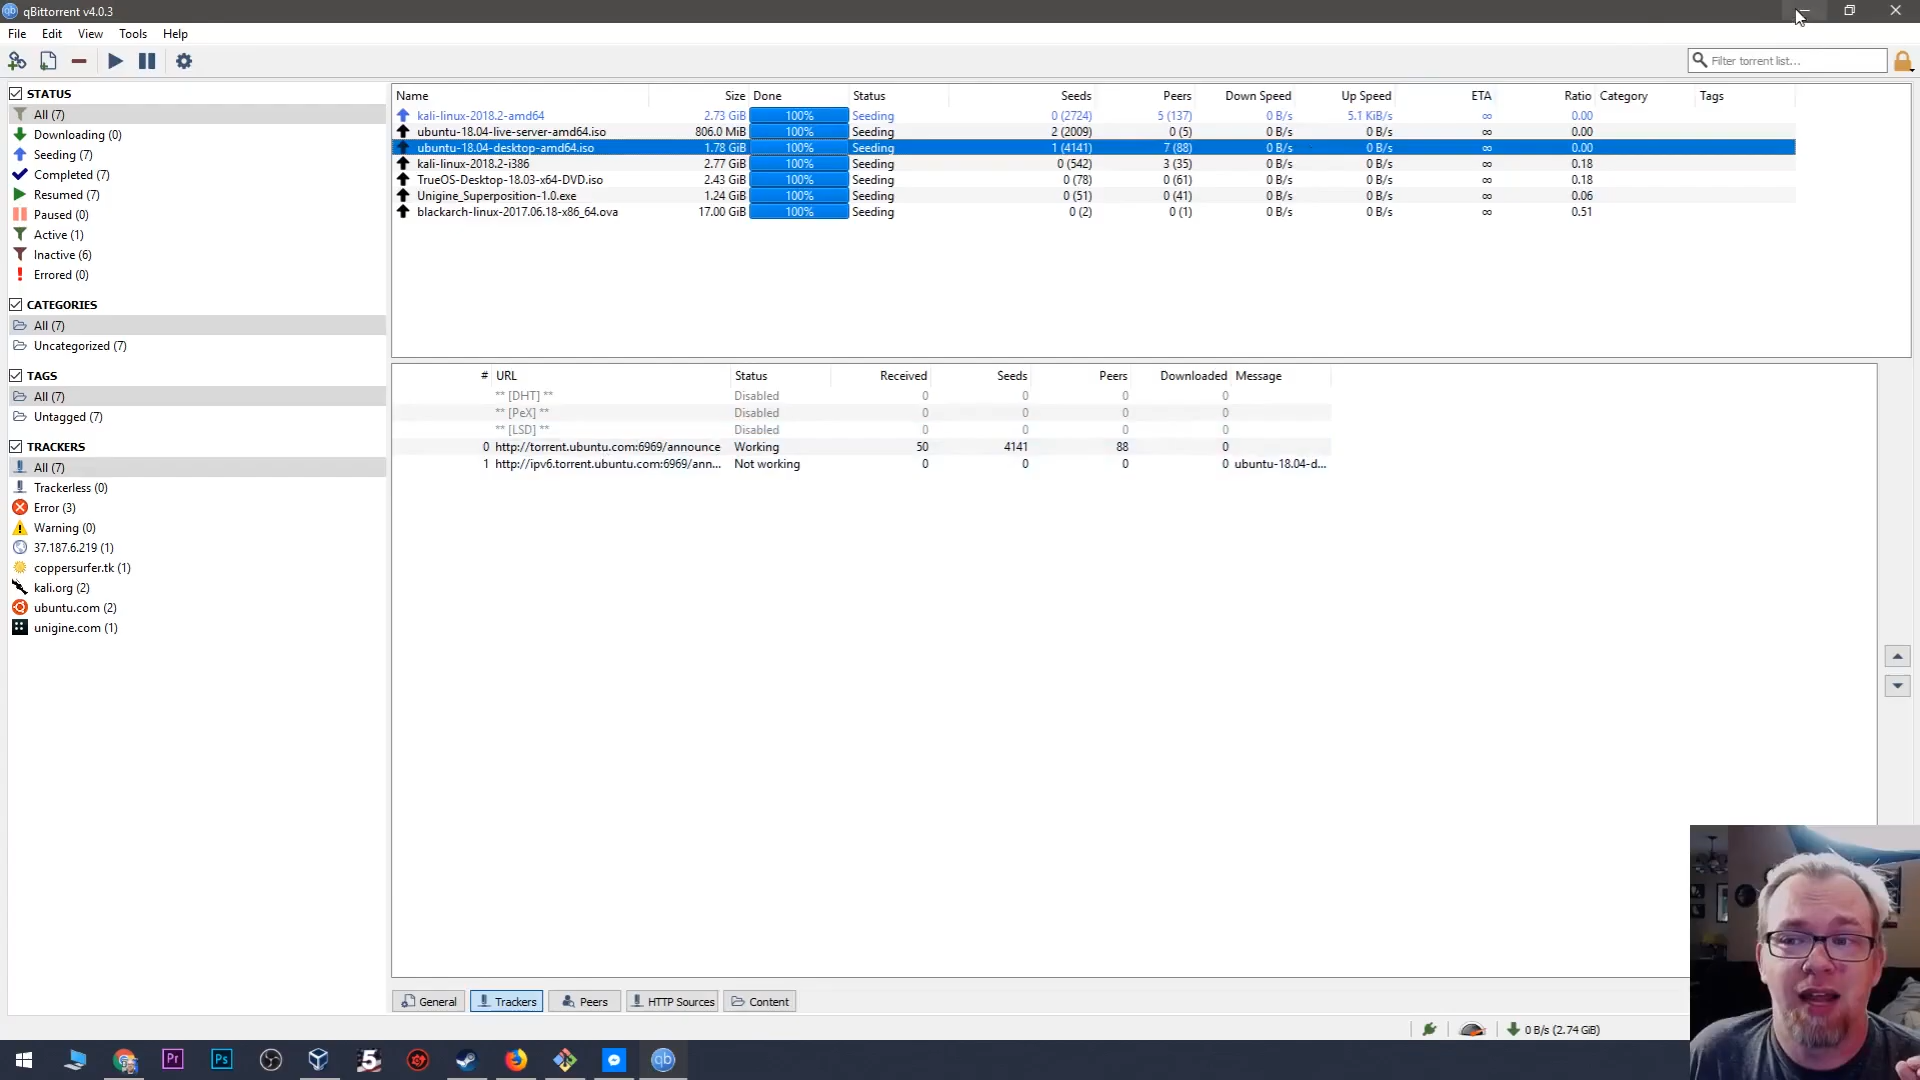 qBittorrent v4.0.3
File Edit View Tools Help
Filter torrent list...
STATUS
All (7)
Downloading (0)
Seeding (7)
Completed (7)
Resumed (7)
Paused (0)
Active (1)
Inactive (6)
Errored (0)
CATEGORIES
All (7)
Uncategorized (7)
TAGS
All (7)
Untagged (7)
TRACKERS
All (7)
Trackerless (0)
Error (3)
Warning (0)
37.187.6.219 (1)
coppersurfer.tk (1)
kali.org (2)
ubuntu.com (2)
unigine.com (1)
Name Size Done Status Seeds Peers Down Speed Up Speed ETA Ratio Category Tags
kali-linux-2018.2-amd64 2.73 GiB 100% Seeding 0 (2724) 5 (137) 0 B/s 5.1 KiB/s ∞ 0.00
ubuntu-18.04-live-server-amd64.iso 806.0 MiB 100% Seeding 2 (2009) 0 (5) 0 B/s 0 B/s ∞ 0.00
ubuntu-18.04-desktop-amd64.iso 1.78 GiB 100% Seeding 1 (4141) 7 (88) 0 B/s 0 B/s ∞ 0.00
kali-linux-2018.2-i386 2.77 GiB 100% Seeding 0 (542) 3 (35) 0 B/s 0 B/s ∞ 0.18
TrueOS-Desktop-18.03-x64-DVD.iso 2.43 GiB 100% Seeding 0 (78) 0 (61) 0 B/s 0 B/s ∞ 0.18
Unigine_Superposition-1.0.exe 1.24 GiB 100% Seeding 0 (51) 0 (41) 0 B/s 0 B/s ∞ 0.06
blackarch-linux-2017.06.18-x86_64.ova 17.00 GiB 100% Seeding 0 (2) 0 (1) 0 B/s 0 B/s ∞ 0.51
# URL Status Received Seeds Peers Downloaded Message
** [DHT] ** Disabled 0 0 0 0
** [PeX] ** Disabled 0 0 0 0
** [LSD] ** Disabled 0 0 0 0
0 http://torrent.ubuntu.com:6969/announce Working 50 4141 88 0
1 http://ipv6.torrent.ubuntu.com:6969/ann... Not working 0 0 0 0 ubuntu-18.04-d...
General Trackers Peers HTTP Sources Content
0 B/s (2.74 GiB)
Pr Ps 5 qb